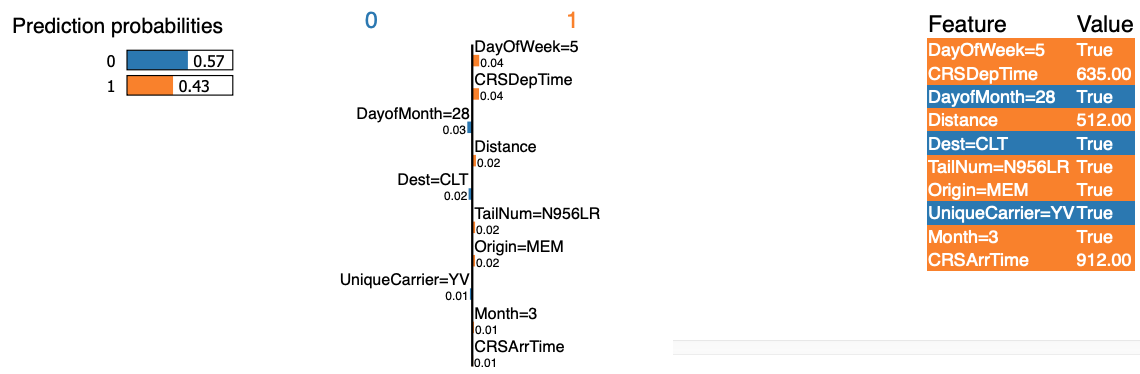 Prediction probabilities
0 0.57
1 0.43
0 1
DayOfWeek=5
0.04
CRSDepTime
0.04
DayofMonth=28
0.03
Distance
0.02
Dest=CLT
0.02
TailNum=N956LR
0.02
Origin=MEM
0.02
UniqueCarrier=YV
0.01
Month=3
0.01
CRSArrTime
0.01
Feature Value
DayOfWeek=5 True
CRSDepTime 635.00
DayofMonth=28 True
Distance 512.00
Dest=CLT True
TailNum=N956LR True
Origin=MEM True
UniqueCarrier=YV True
Month=3 True
CRSArrTime 912.00